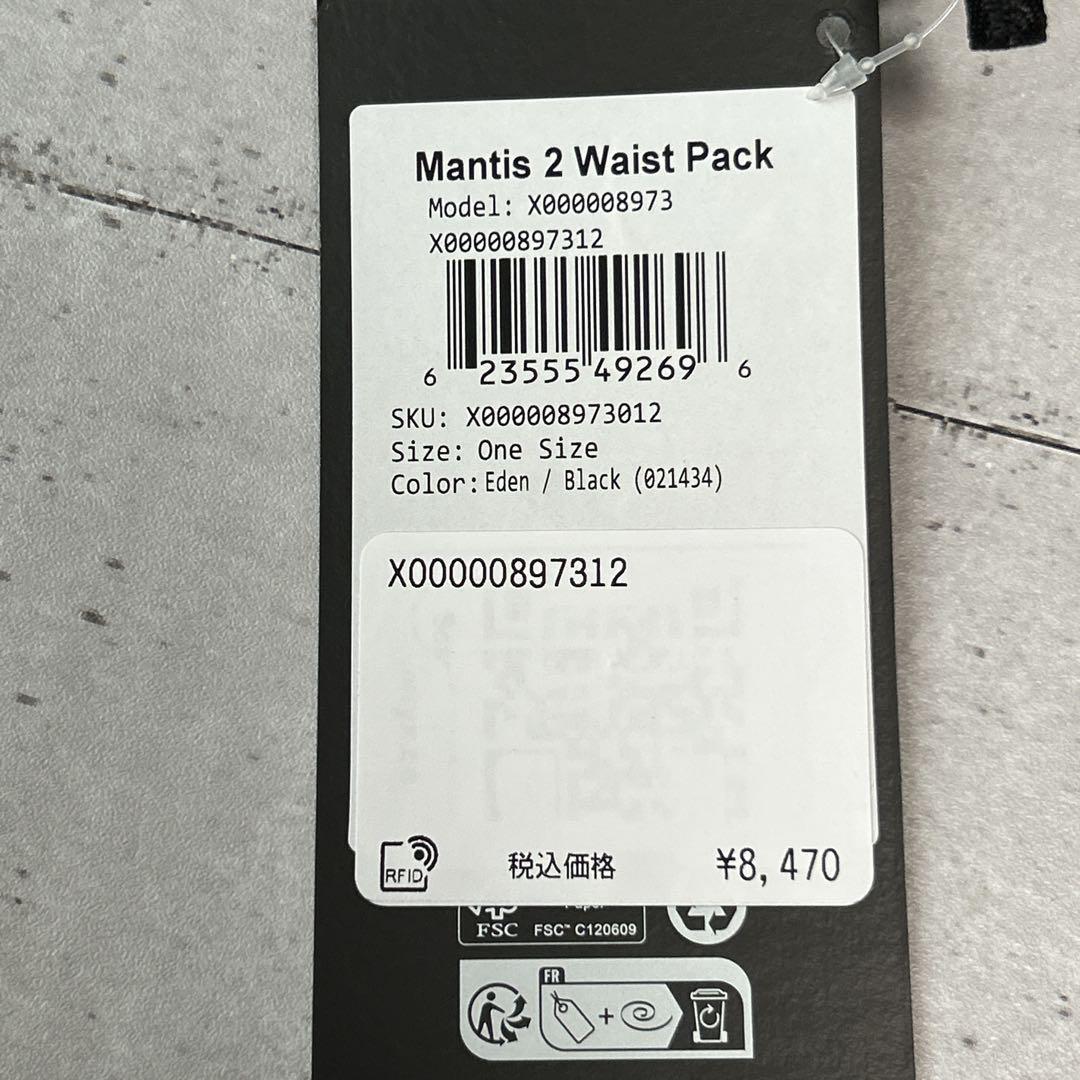 Mantis 2 Waist Pack
Model: X000008973
X00000897312
6 23555 49269 6
SKU: X000008973012
Size: One Size
Color: Eden / Black (021434)
X00000897312
RFID
税込価格 ¥8,470
FSC FSC™ C120609
FR